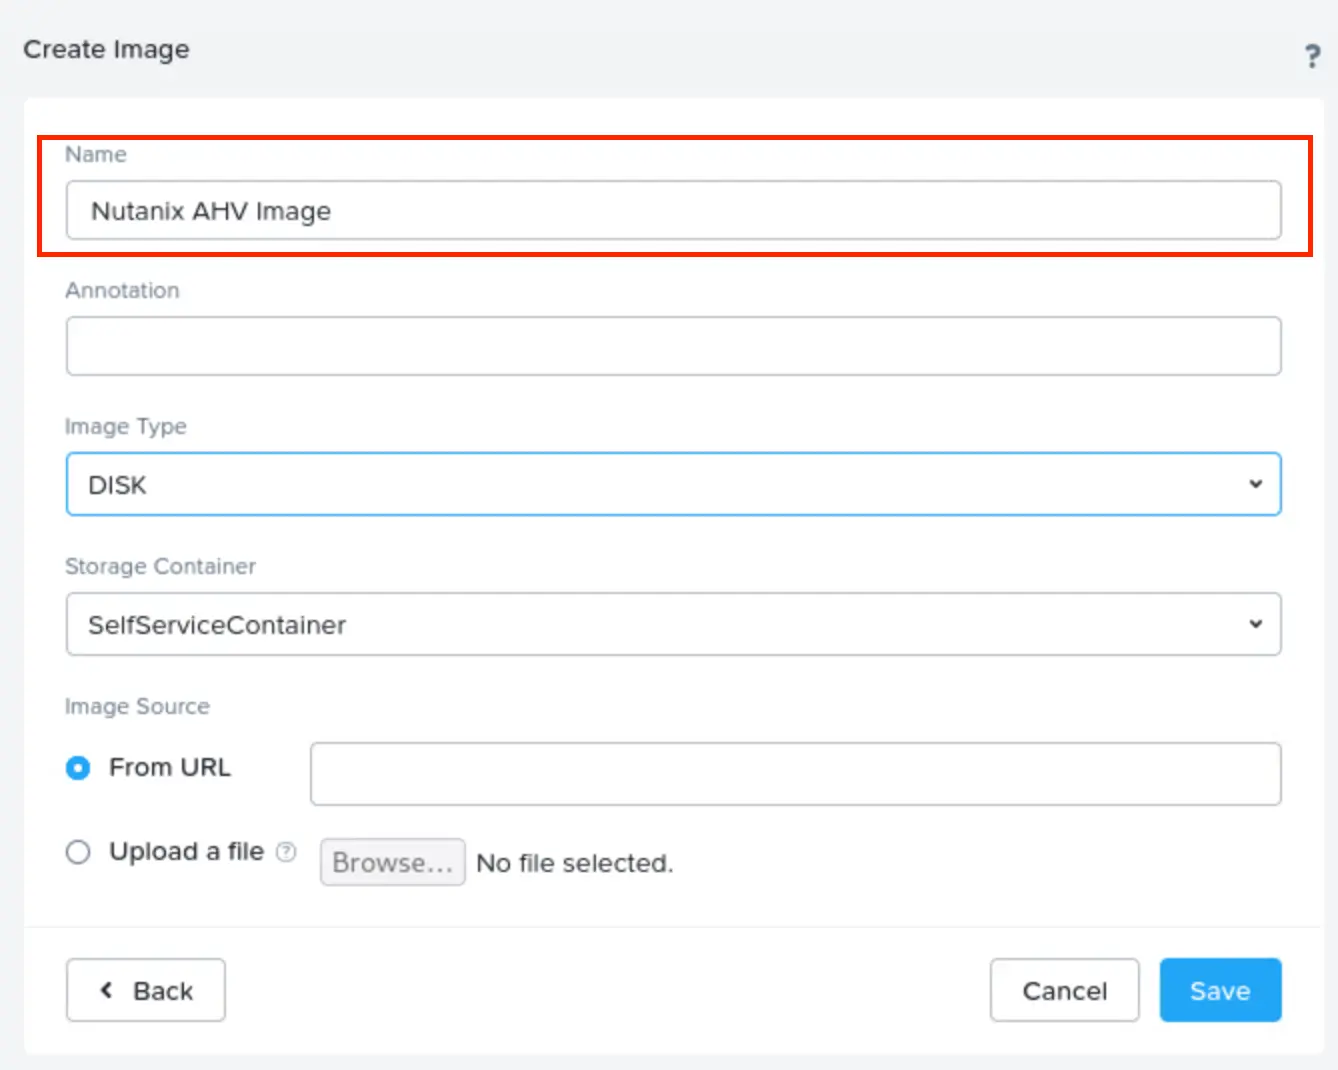 Create Image
?
Name
Nutanix AHV Image
Annotation
Image Type
DISK
Storage Container
SelfServiceContainer
Image Source
From URL
Upload a file ? Browse... No file selected.
Back Cancel Save